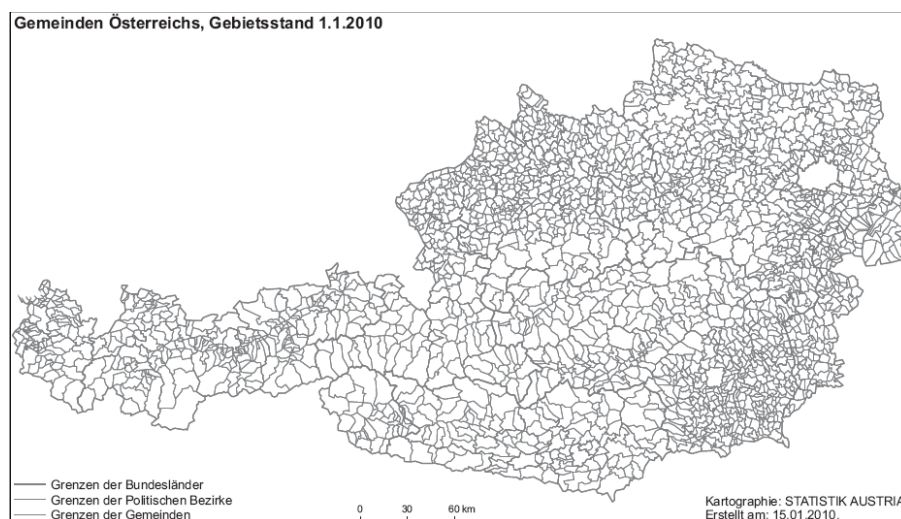 Gemeinden Österreichs, Gebietsstand 1.1.2010
Grenzen der Bundesländer
Grenzen der Politischen Bezirke
Grenzen der Gemeinden
0 30 60 km
Kartographie: STATISTIK AUSTRIA
Erstellt am: 15.01.2010.